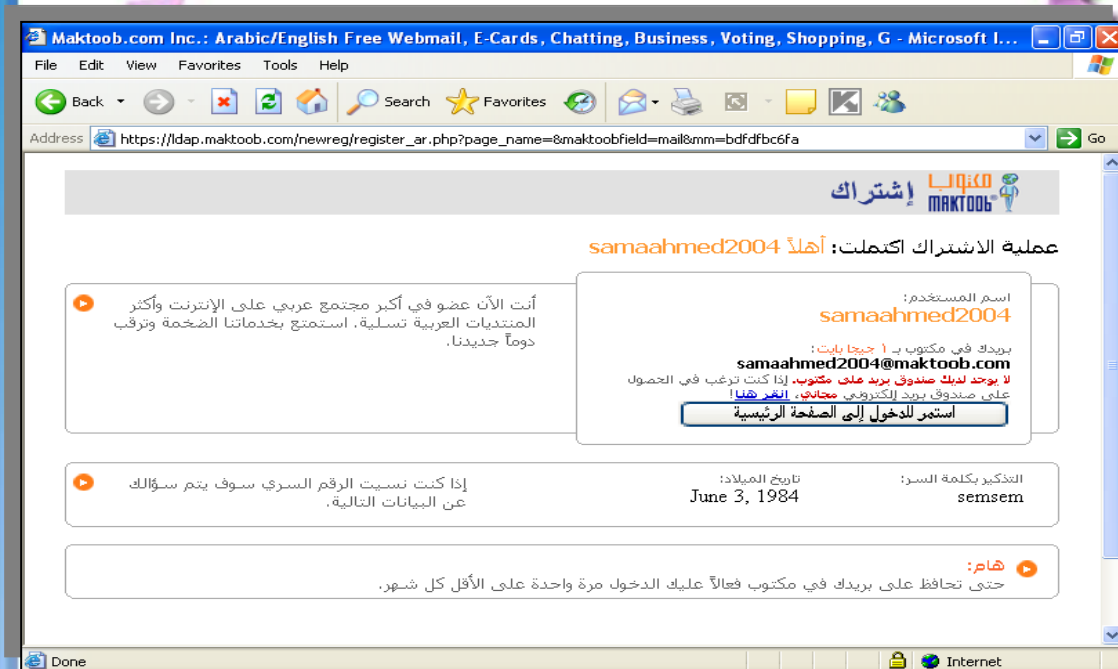 Maktoob.com Inc.: Arabic/English Free Webmail, E-Cards, Chatting, Business, Voting, Shopping, G - Microsoft I...
File Edit View Favorites Tools Help
Back Search Favorites
Address https://ldap.maktoob.com/newreg/register_ar.php?page_name=&maktoobfield=mail&mm=bdfdfbc6fa Go
مكتوب إشتراك
MAKTOOB
عملية الاشتراك اكتملت: أهلاً samaahmed2004
اسم المستخدم:
samaahmed2004
بريدك في مكتوب بـ ١ جيجا بايت:
samaahmed2004@maktoob.com
لا يوجد لديك صندوق بريد على مكتوب. إذا كنت ترغب في الحصول
على صندوق بريد إلكتروني مجاني، انقر هنا!
استمر للدخول إلى الصفحة الرئيسية
أنت الآن عضو في أكبر مجتمع عربي على الإنترنت وأكثر
المنتديات العربية تسلية. استمتع بخدماتنا الضخمة وترقب
دوماً جديدنا.
التذكير بكلمة السر:
semsem
تاريخ الميلاد:
June 3, 1984
إذا كنت نسيت الرقم السري سوف يتم سؤالك
عن البيانات التالية.
هام:
حتى تحافظ على بريدك في مكتوب فعالاً عليك الدخول مرة واحدة على الأقل كل شهر.
Done Internet